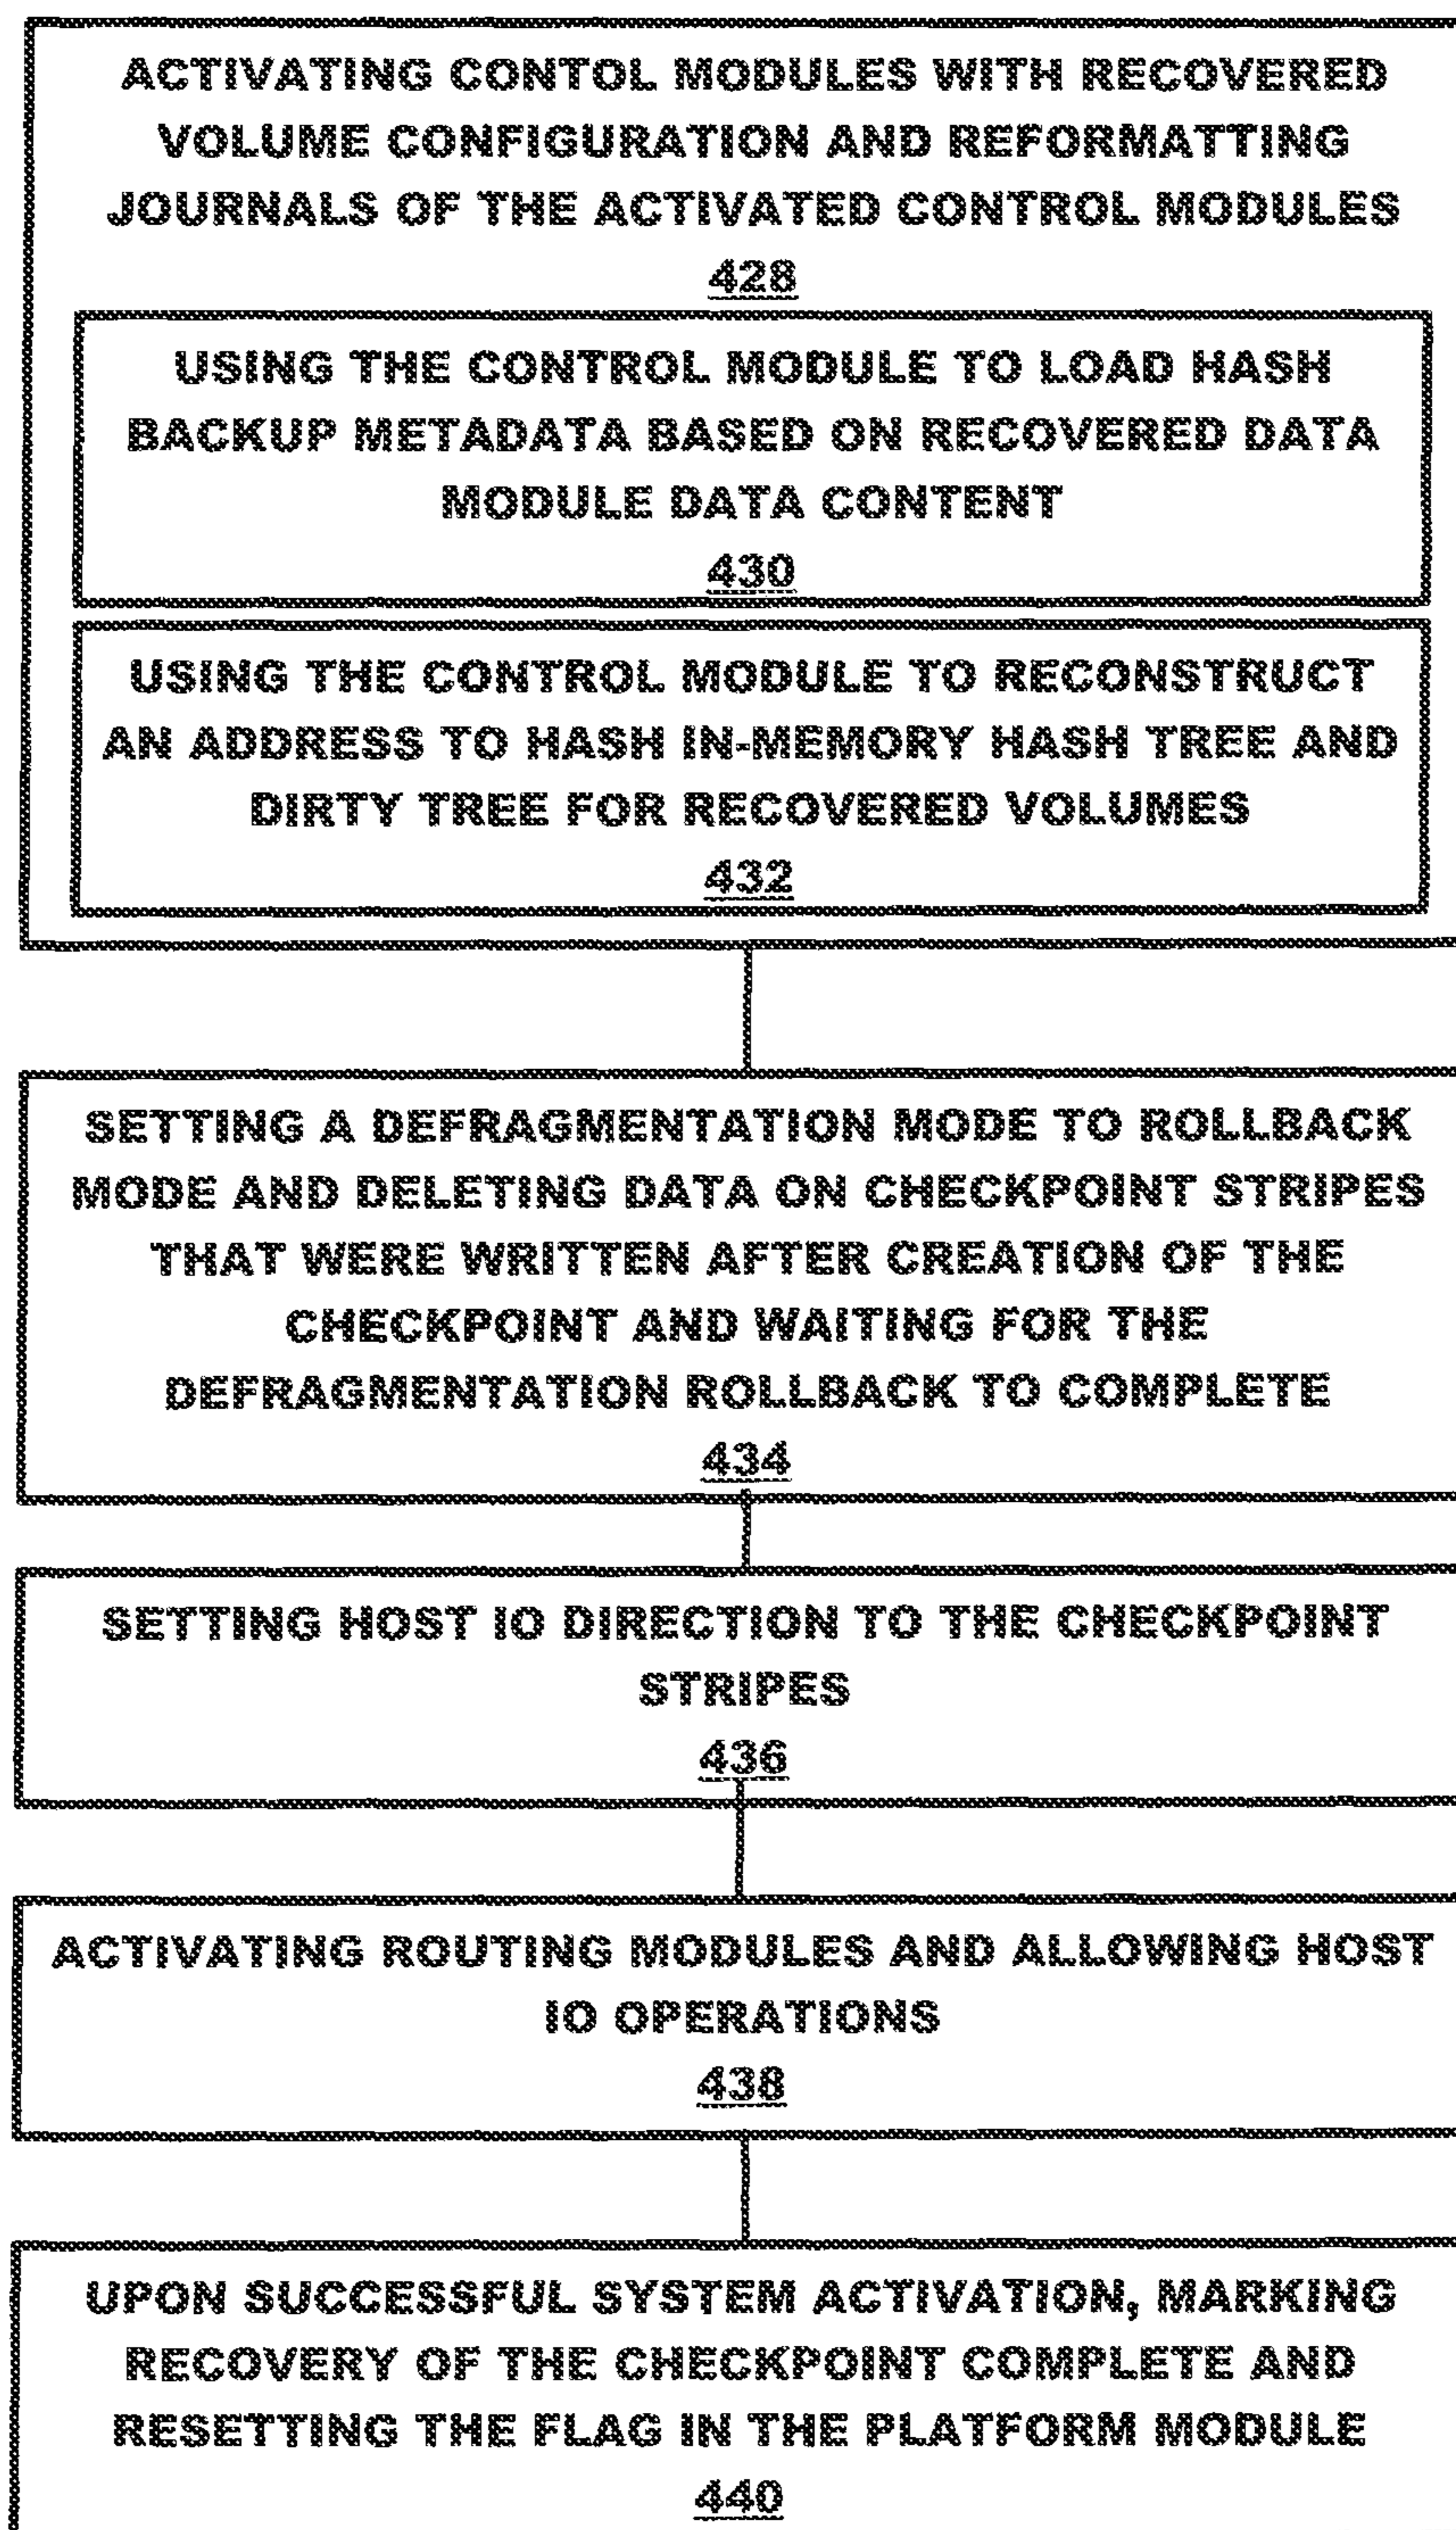 ACTIVATING CONTOL MODULES WITH RECOVERED
VOLUME CONFIGURATION AND REFORMATTING
JOURNALS OF THE ACTIVATED CONTROL MODULES
428
USING THE CONTROL MODULE TO LOAD HASH
BACKUP METADATA BASED ON RECOVERED DATA
MODULE DATA CONTENT
430
USING THE CONTROL MODULE TO RECONSTRUCT
AN ADDRESS TO HASH IN-MEMORY HASH TREE AND
DIRTY TREE FOR RECOVERED VOLUMES
432
SETTING A DEFRAGMENTATION MODE TO ROLLBACK
MODE AND DELETING DATA ON CHECKPOINT STRIPES
THAT WERE WRITTEN AFTER CREATION OF THE
CHECKPOINT AND WAITING FOR THE
DEFRAGMENTATION ROLLBACK TO COMPLETE
434
SETTING HOST IO DIRECTION TO THE CHECKPOINT
STRIPES
436
ACTIVATING ROUTING MODULES AND ALLOWING HOST
IO OPERATIONS
438
UPON SUCCESSFUL SYSTEM ACTIVATION, MARKING
RECOVERY OF THE CHECKPOINT COMPLETE AND
RESETTING THE FLAG IN THE PLATFORM MODULE
440